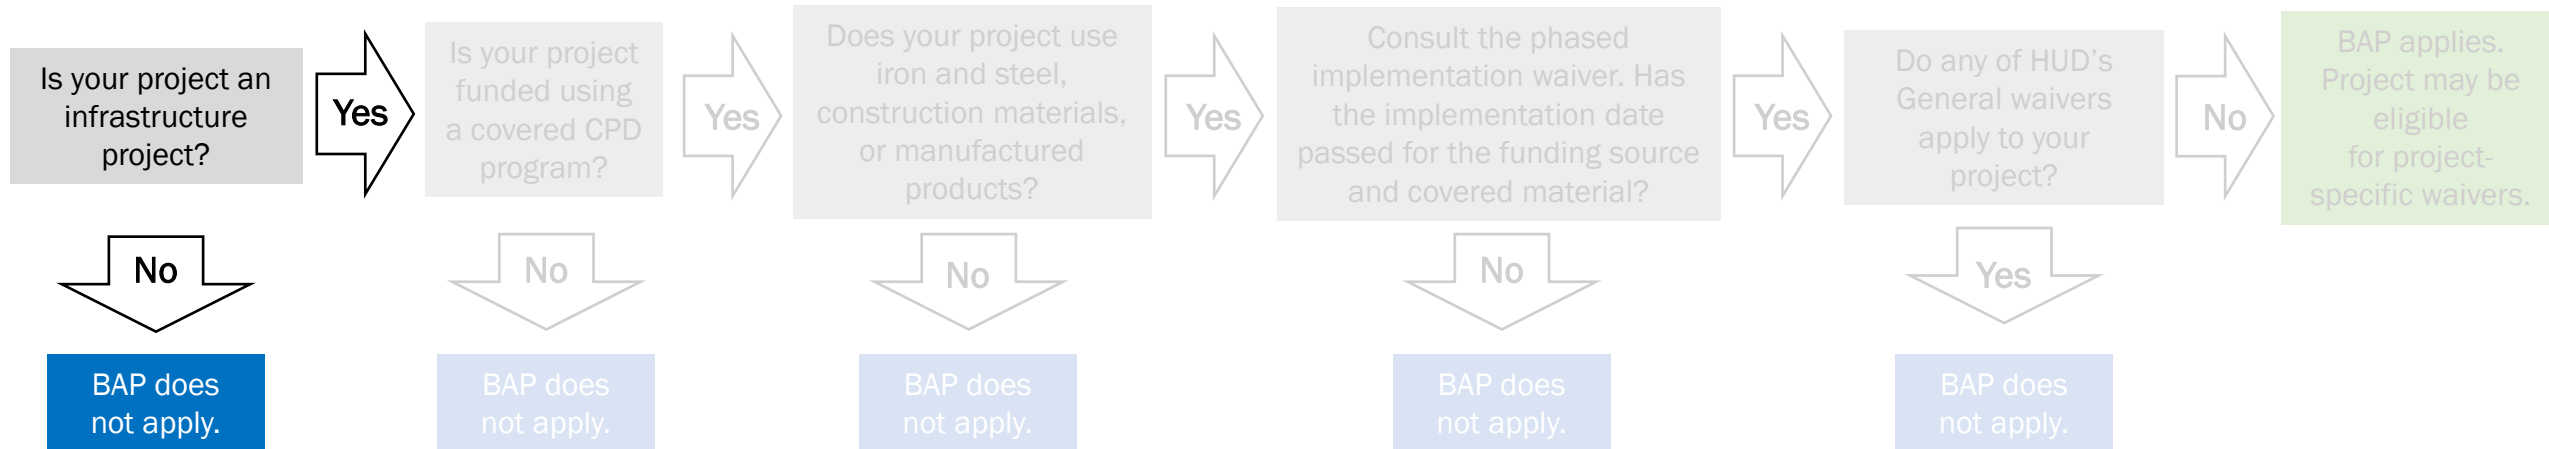 Is your project an
infrastructure
project?
Yes
No
BAP does
not apply.
Is your project
funded using
a covered CPD
program?
Yes
No
BAP does
not apply.
Does your project use
iron and steel,
construction materials,
or manufactured
products?
Yes
No
BAP does
not apply.
Consult the phased
implementation waiver. Has
the implementation date
passed for the funding source
and covered material?
Yes
No
BAP does
not apply.
Do any of HUD's
General waivers
apply to your
project?
No
Yes
BAP does
not apply.
BAP applies.
Project may be
eligible
for project-
specific waivers.